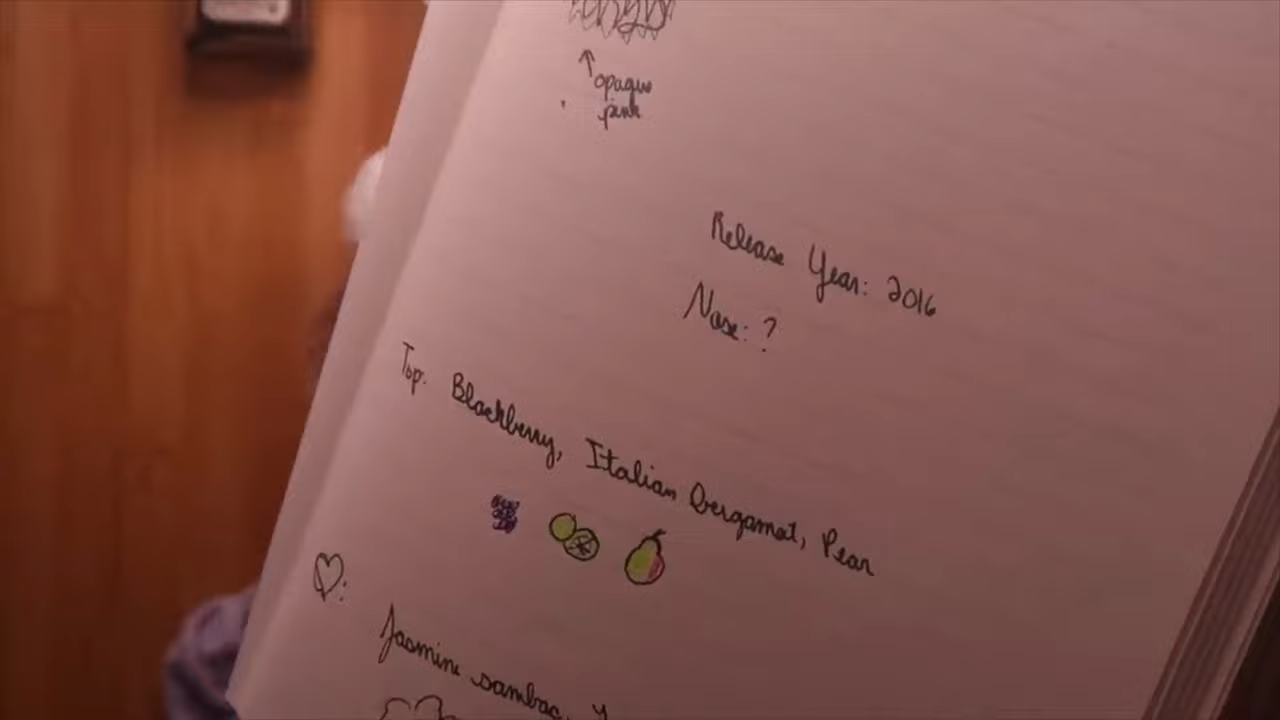 opaque
pink
Release Year: 2016
Nose: ?
Top: Blackberry, Italian bergamot, Pear
♡:
Jasmine sambac,